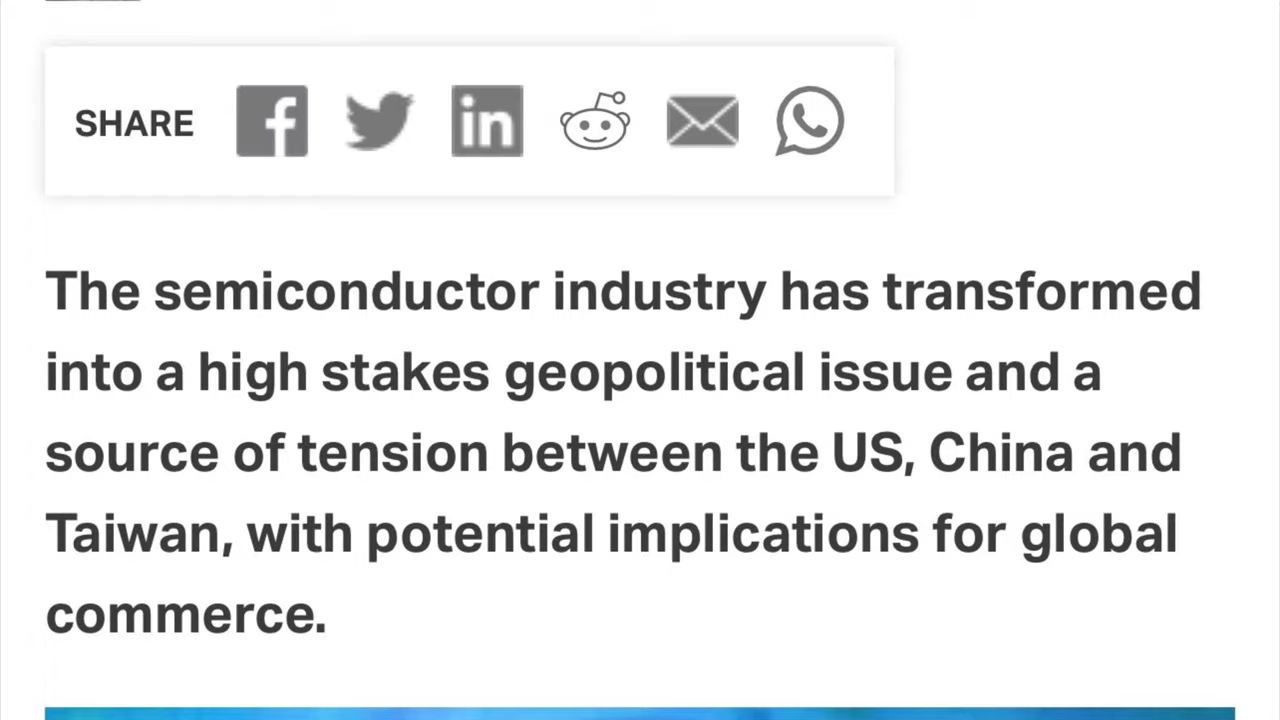 SHARE
The semiconductor industry has transformed
into a high stakes geopolitical issue and a
source of tension between the US, China and
Taiwan, with potential implications for global
commerce.